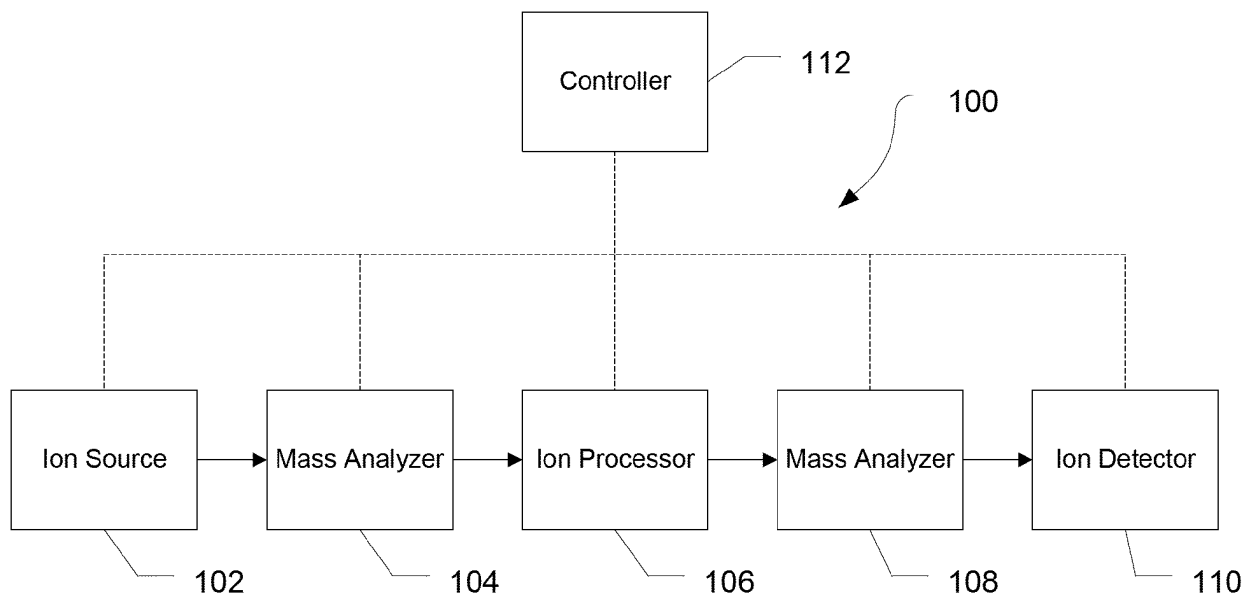 Controller
112
100
Ion Source
Mass Analyzer
Ion Processor
Mass Analyzer
Ion Detector
102
104
106
108
110